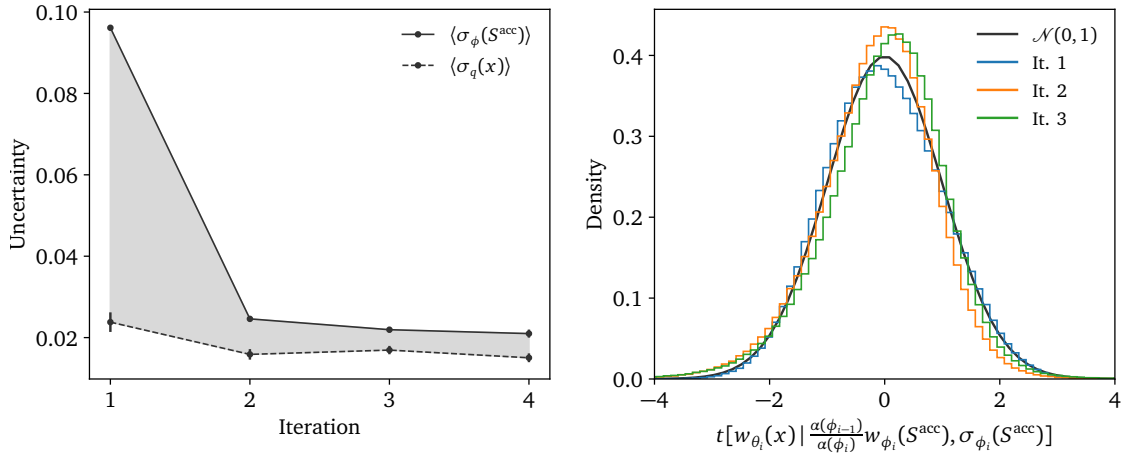 0.10
0.08
0.06
0.04
0.02
Uncertainty
1 2 3 4
Iteration
⟨σ_ϕ(S^acc)⟩
⟨σ_q(x)⟩
0.4
0.3
0.2
0.1
0.0
Density
−4 −2 0 2 4
t[w_{θ_i}(x) | \frac{α(ϕ_{i−1})}{α(ϕ_i)} w_{ϕ_i}(S^acc), σ_{ϕ_i}(S^acc)]
𝒩(0, 1)
It. 1
It. 2
It. 3